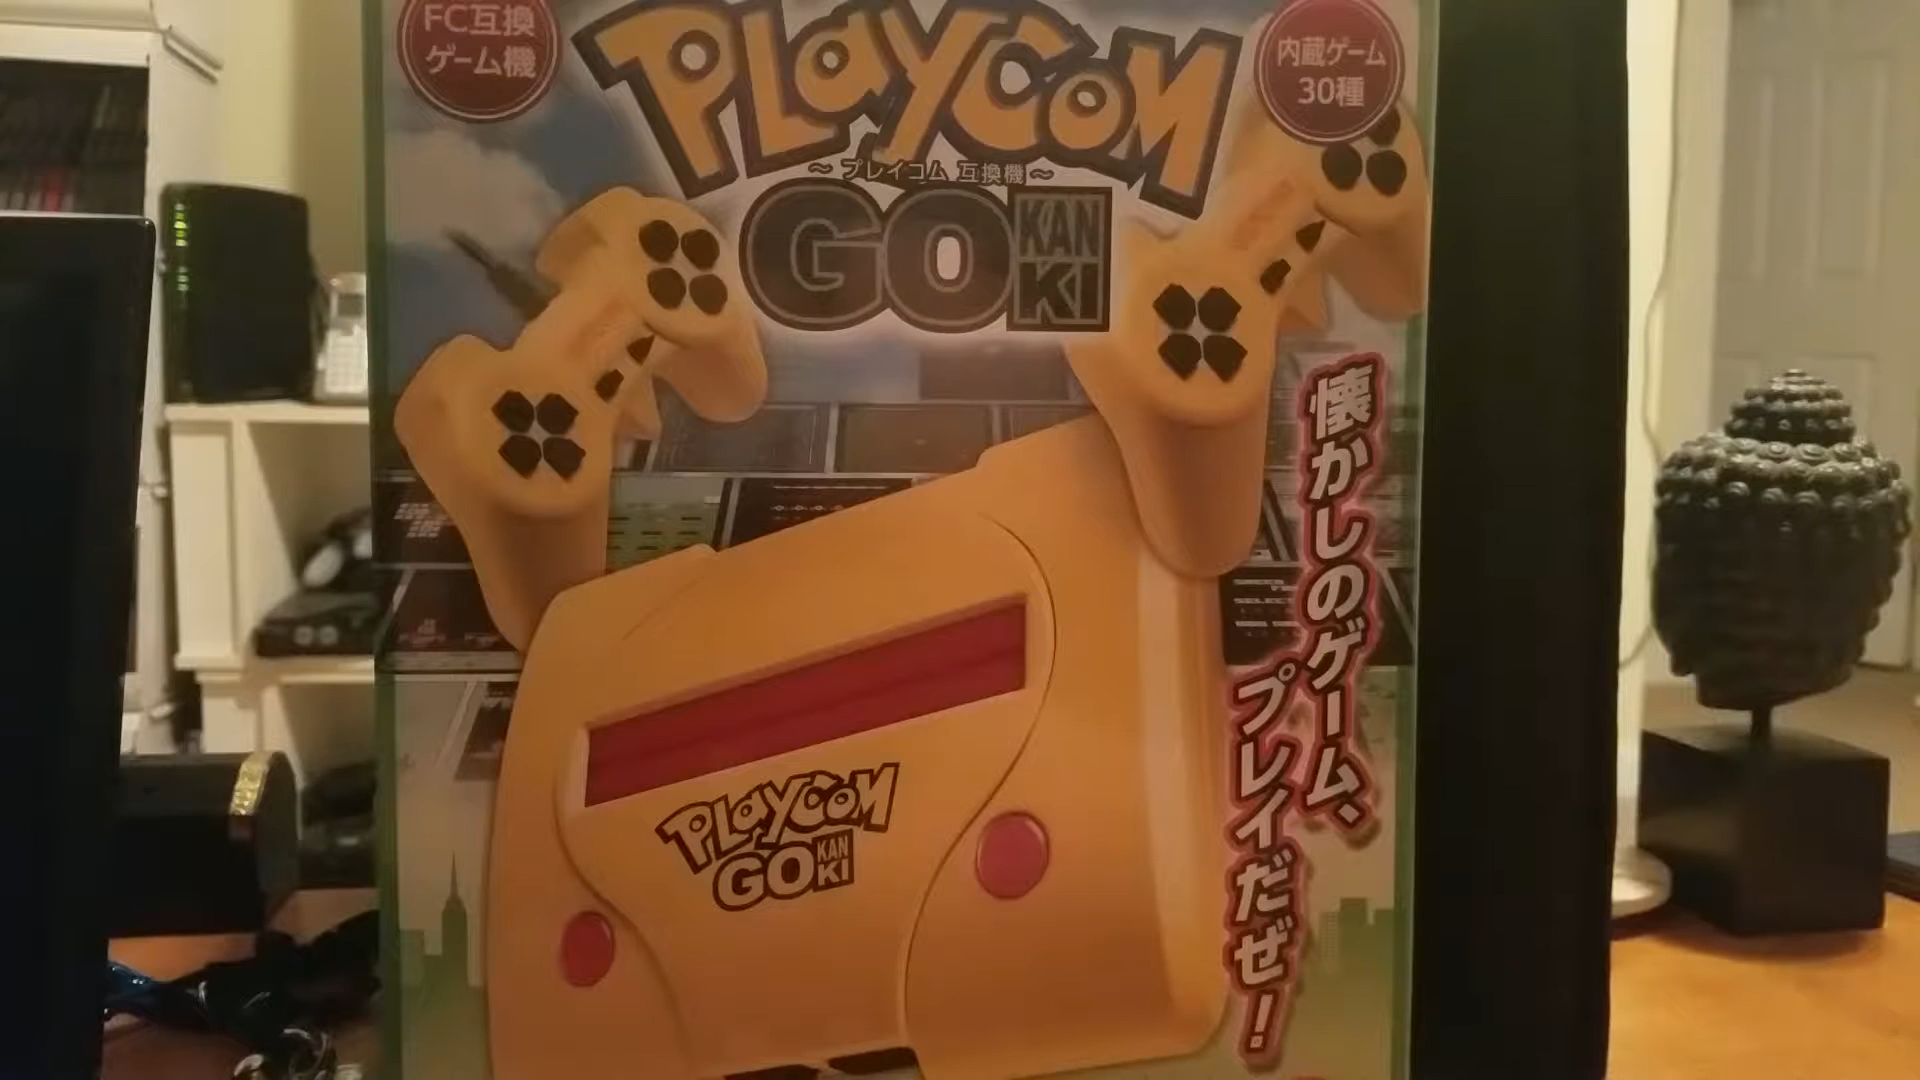 FC互換
ゲーム機
PLaYCoM
内蔵ゲーム
30種
～ プレイコム 互換機 ～
GO KAN
KI
懐かしのゲーム、
プレイだぜ!
PLaYCoM
GO KAN
KI